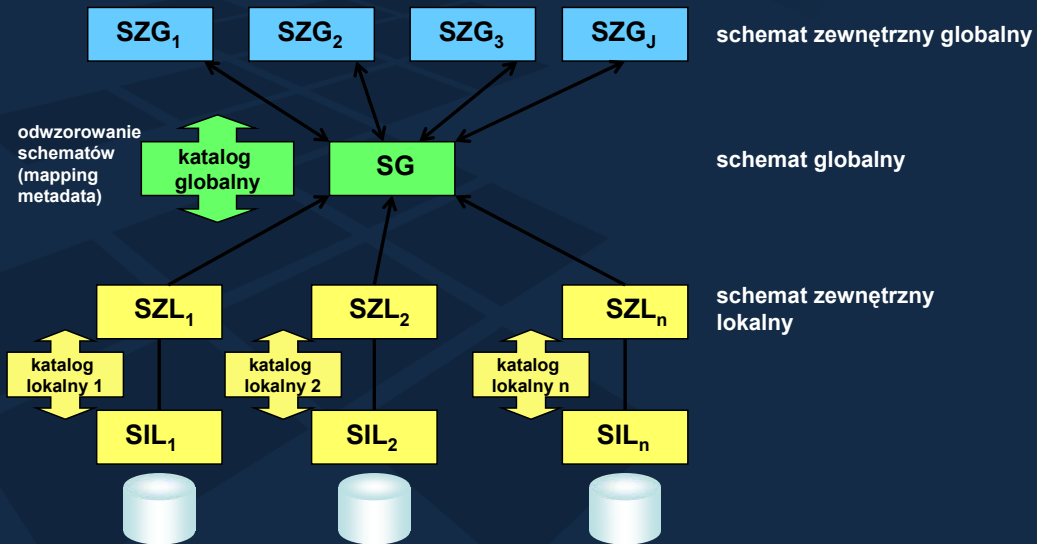 SZG1 SZG2 SZG3 SZGJ schemat zewnętrzny globalny
odwzorowanie
schematów
(mapping
metadata)
katalog
globalny
SG
schemat globalny
SZL1 SZL2 SZLn
schemat zewnętrzny
lokalny
katalog
lokalny 1
katalog
lokalny 2
katalog
lokalny n
SIL1 SIL2 SILn